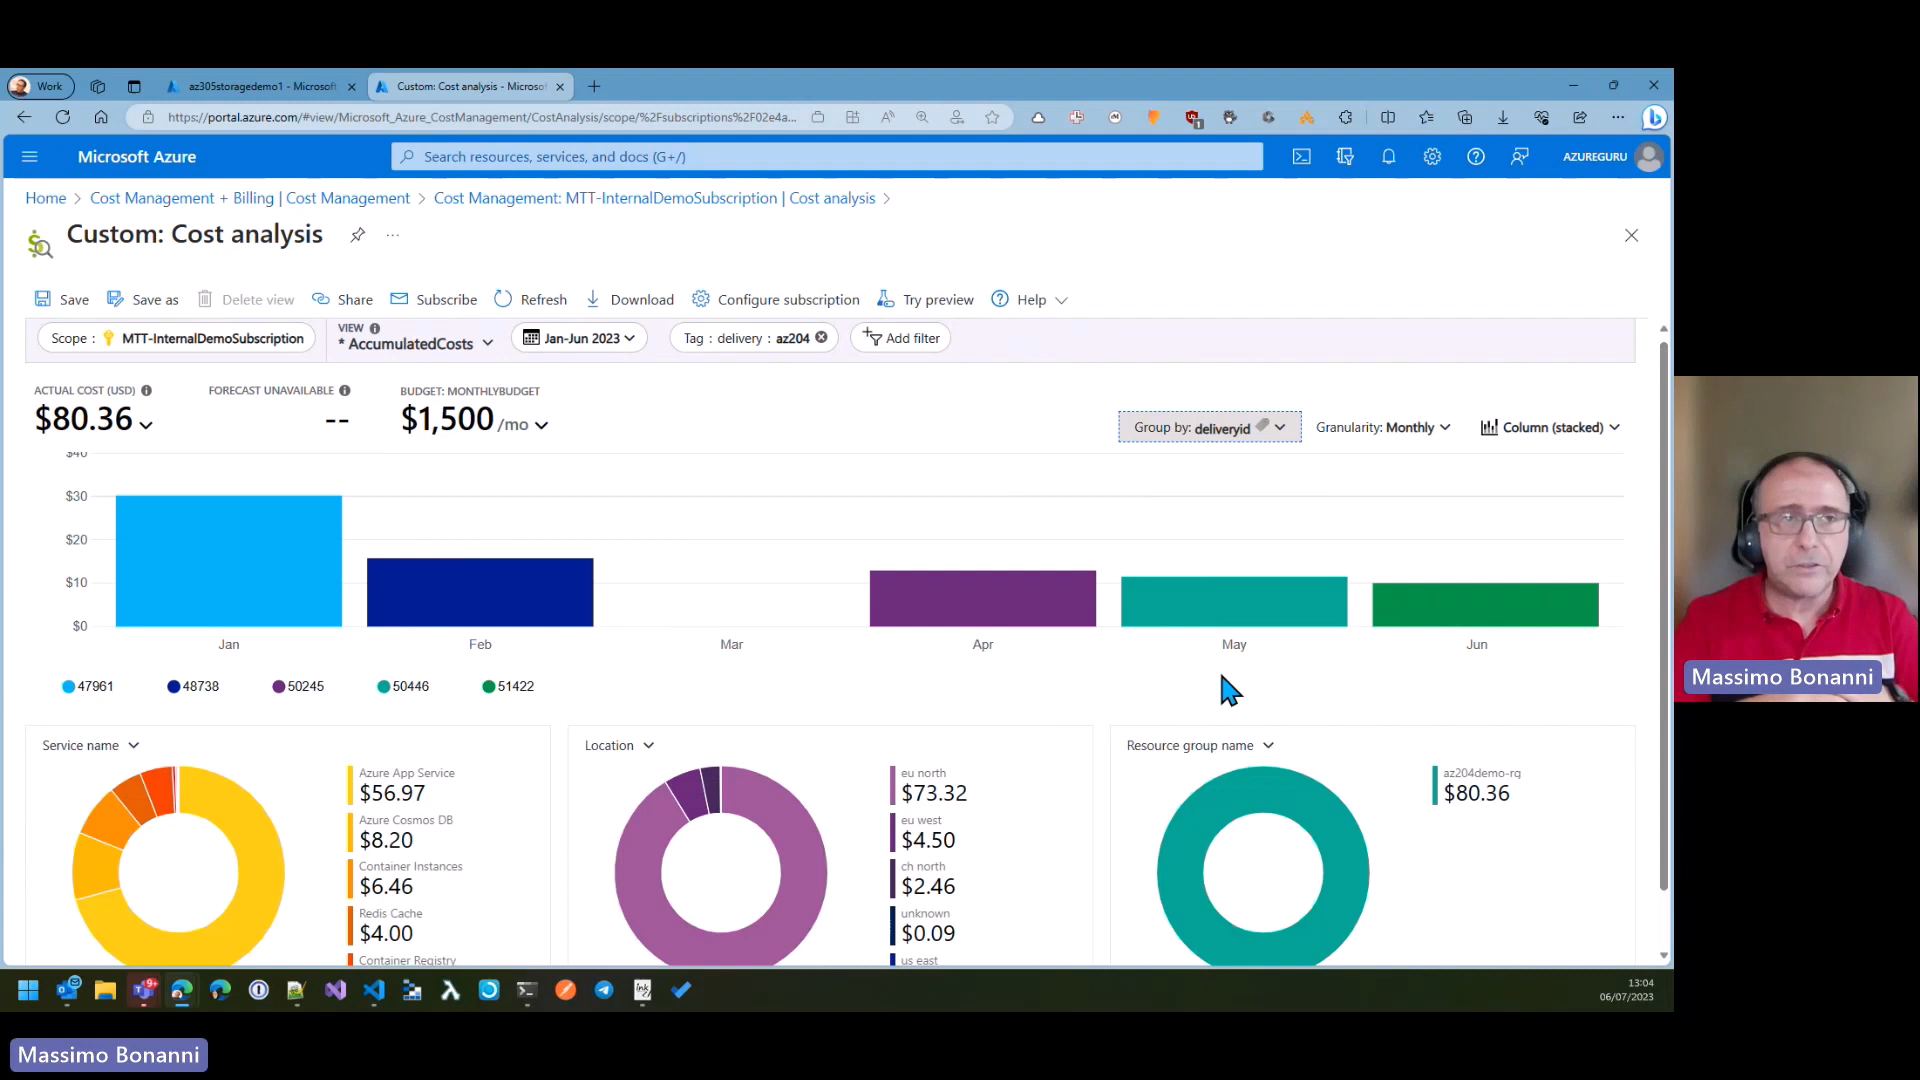 Work
az305storagedemo1 - Microsoft
Custom: Cost analysis - Microso
https://portal.azure.com/#view/Microsoft_Azure_CostManagement/CostAnalysis/scope/%2Fsubscriptions%2F02e4a...
1
Microsoft Azure
Search resources, services, and docs (G+/)
AZUREGURU
Home > Cost Management + Billing | Cost Management > Cost Management: MTT-InternalDemoSubscription | Cost analysis >
Custom: Cost analysis
Save
Save as
Delete view
Share
Subscribe
Refresh
Download
Configure subscription
Try preview
Help
Scope : MTT-InternalDemoSubscription
VIEW
* AccumulatedCosts
Jan-Jun 2023
Tag : delivery : az204
Add filter
ACTUAL COST (USD)
$80.36
FORECAST UNAVAILABLE
--
BUDGET: MONTHLYBUDGET
$1,500 /mo
Group by: deliveryid
Granularity: Monthly
Column (stacked)
$40
$30
$20
$10
$0
Jan
Feb
Mar
Apr
May
Jun
47961
48738
50245
50446
51422
Service name
Azure App Service
$56.97
Azure Cosmos DB
$8.20
Container Instances
$6.46
Redis Cache
$4.00
Container Registry
Location
eu north
$73.32
eu west
$4.50
ch north
$2.46
unknown
$0.09
us east
Resource group name
az204demo-rg
$80.36
9+
ink
13:04
06/07/2023
Massimo Bonanni
Massimo Bonanni